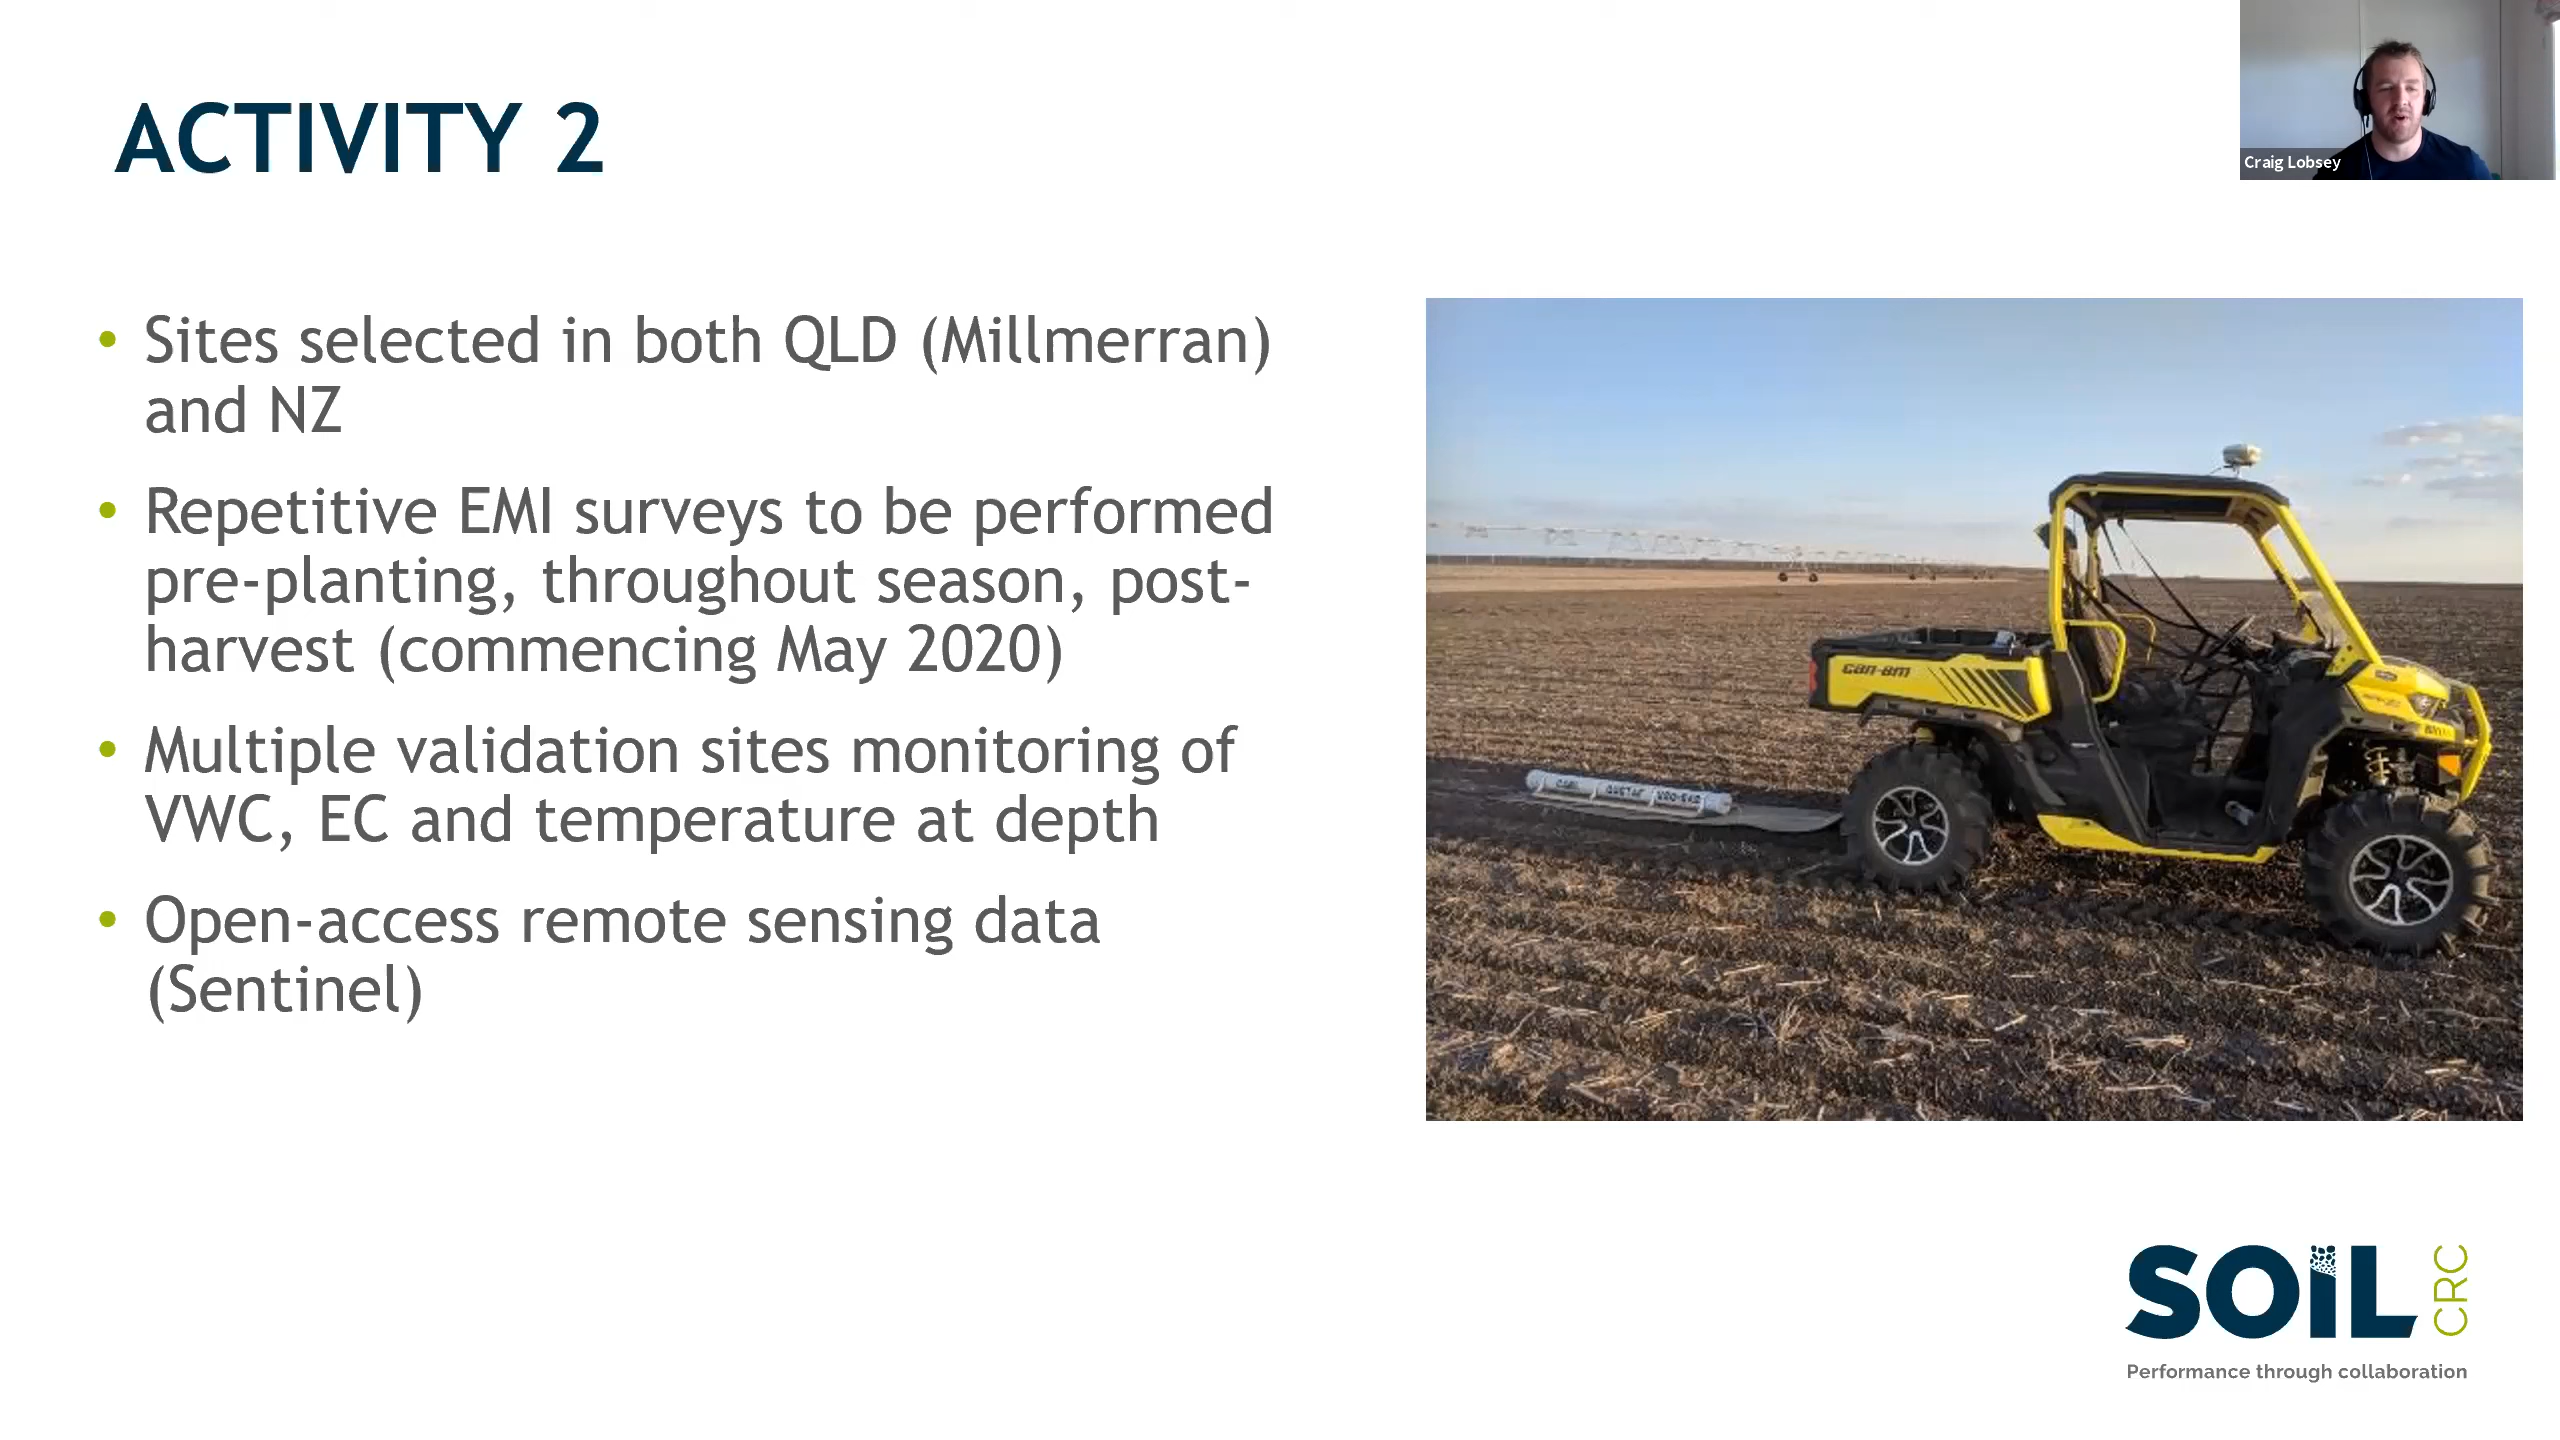 ACTIVITY 2
Craig Lobsey
• Sites selected in both QLD (Millmerran)
and NZ
• Repetitive EMI surveys to be performed
pre-planting, throughout season, post-
harvest (commencing May 2020)
• Multiple validation sites monitoring of
VWC, EC and temperature at depth
• Open-access remote sensing data
(Sentinel)
can-am
SOiL CRC
Performance through collaboration